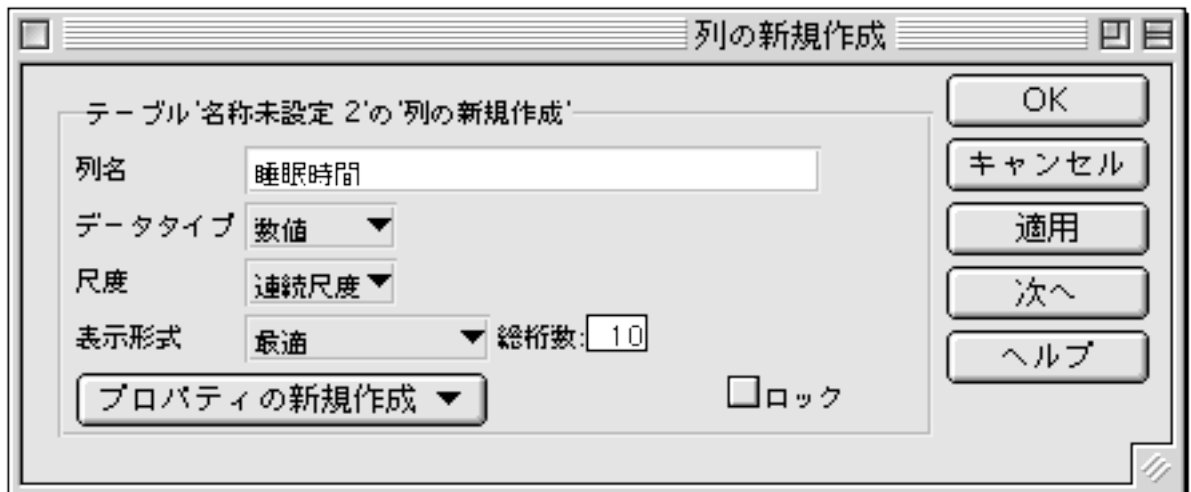 列の新規作成
テーブル'名称未設定 2'の'列の新規作成'
列名 睡眠時間
データタイプ 数値
尺度 連続尺度
表示形式 最適 総桁数: 10
プロパティの新規作成 ロック
OK
キャンセル
適用
次へ
ヘルプ